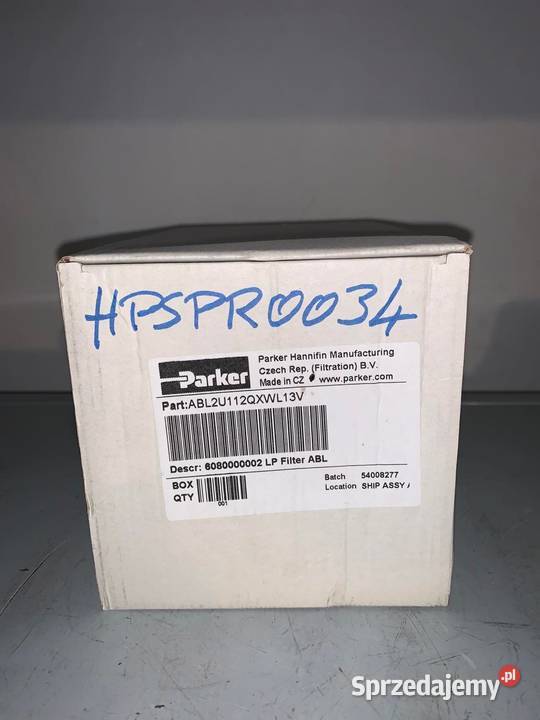 HPSPR0034
Parker
Parker Hannifin Manufacturing
Czech Rep. (Filtration) B.V.
Made in CZ www.parker.com
Part:ABL2U112QXWL13V
Descr: 6080000002 LP Filter ABL
BOX QTY
001
Batch 54008277
Location SHIP ASSY
Sprzedajemy.pl